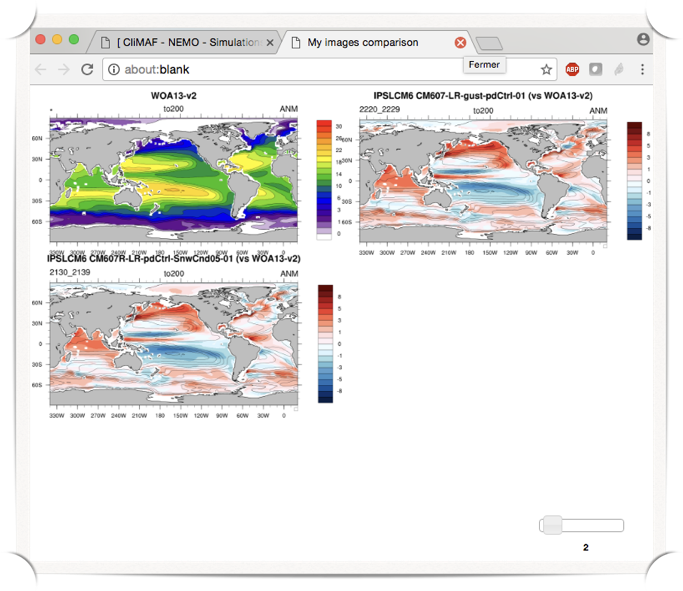 [ CliMAF - NEMO - Simulation
My images comparison
Fermer
about:blank
ABP
WOA13-v2
to200
ANM
60N
30N
0
30S
60S
330W 300W 270W 240W 210W 180 150W 120W 90W 60W 30W 0
30
26
22
18
14
10
6
3
1
0
IPSLCM6 CM607-LR-gust-pdCtrl-01 (vs WOA13-v2)
2220_2229
to200
ANM
60N
30N
0
30S
60S
330W 300W 270W 240W 210W 180 150W 120W 90W 60W 30W 0
8
5
3
2
1
0
-1
-2
-3
-5
-8
IPSLCM6 CM607R-LR-pdCtrl-SnwCnd05-01 (vs WOA13-v2)
2130_2139
to200
ANM
60N
30N
0
30S
60S
330W 300W 270W 240W 210W 180 150W 120W 90W 60W 30W 0
8
5
3
2
1
0
-1
-2
-3
-5
-8
2